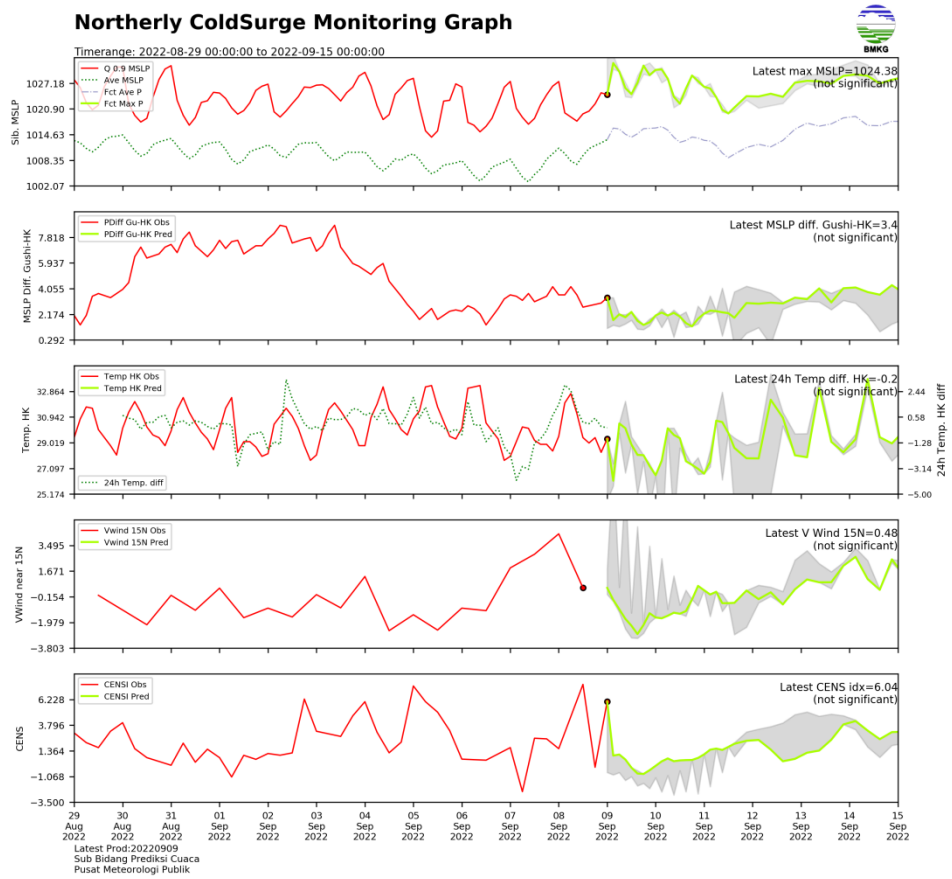 Northerly ColdSurge Monitoring Graph
BMKG
Timerange: 2022-08-29 00:00:00 to 2022-09-15 00:00:00
Sib. MSLP
1027.18
1020.90
1014.63
1008.35
1002.07
Q 0.9 MSLP
Ave MSLP
Fct Ave P
Fct Max P
Latest max MSLP=1024.38
(not significant)
MSLP Diff. Gushi-HK
7.818
5.937
4.055
2.174
0.292
PDiff Gu-HK Obs
PDiff Gu-HK Pred
Latest MSLP diff. Gushi-HK=3.4
(not significant)
Temp. HK
32.864
30.942
29.019
27.097
25.174
Temp HK Obs
Temp HK Pred
24h Temp. diff
Latest 24h Temp diff. HK=-0.2
(not significant)
2.44
0.58
−1.28
−3.14
−5.00
24h Temp. HK diff
VWind near 15N
3.495
1.671
−0.154
−1.979
−3.803
Vwind 15N Obs
Vwind 15N Pred
Latest V Wind 15N=0.48
(not significant)
CENS
6.228
3.796
1.364
−1.068
−3.500
CENSI Obs
CENSI Pred
Latest CENS idx=6.04
(not significant)
29 30 31 01 02 03 04 05 06 07 08 09 10 11 12 13 14 15
Aug Aug Aug Sep Sep Sep Sep Sep Sep Sep Sep Sep Sep Sep Sep Sep Sep Sep
2022 2022 2022 2022 2022 2022 2022 2022 2022 2022 2022 2022 2022 2022 2022 2022 2022 2022
Latest Prod:20220909
Sub Bidang Prediksi Cuaca
Pusat Meteorologi Publik